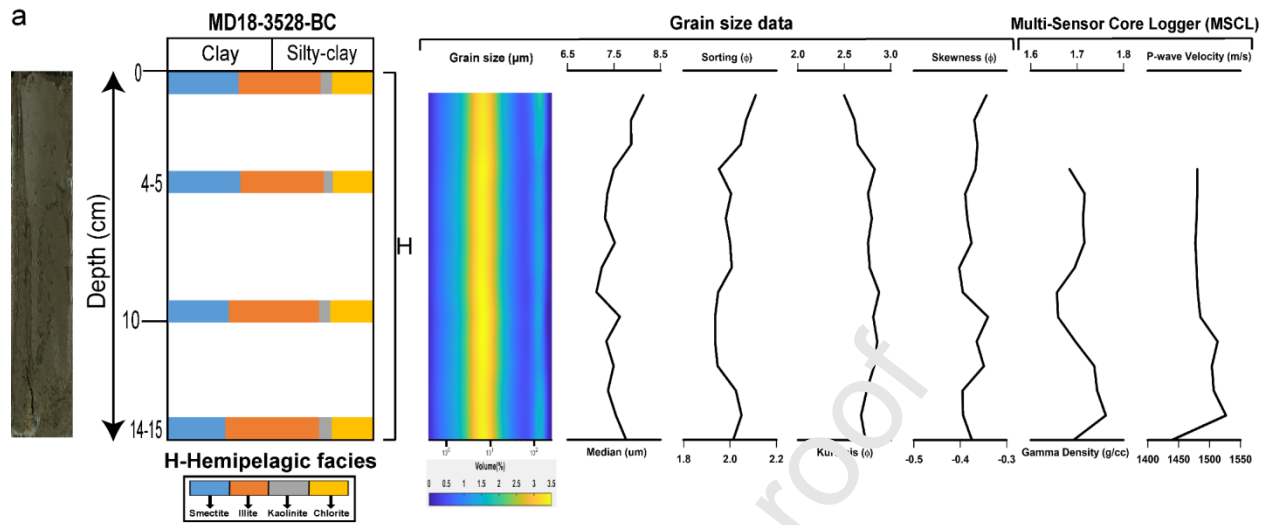 a
MD18-3528-BC
Clay
Silty-clay
Grain size data
Multi-Sensor Core Logger (MSCL)
Grain size (µm)
6.5 7.5 8.5
Sorting (ϕ)
2.0 2.5 3.0
Skewness (ϕ)
1.6 1.7 1.8
P-wave Velocity (m/s)
0
4-5
10
14-15
Depth (cm)
H
10⁰ 10¹ 10²
Median (um)
1.8 2.0 2.2
-0.5 -0.4 -0.3
Gamma Density (g/cc)
1400 1450 1500 1550
H-Hemipelagic facies
Smectite Illite Kaolinite Chlorite
Volume(%)
0 0.5 1 1.5 2 2.5 3 3.5
roof